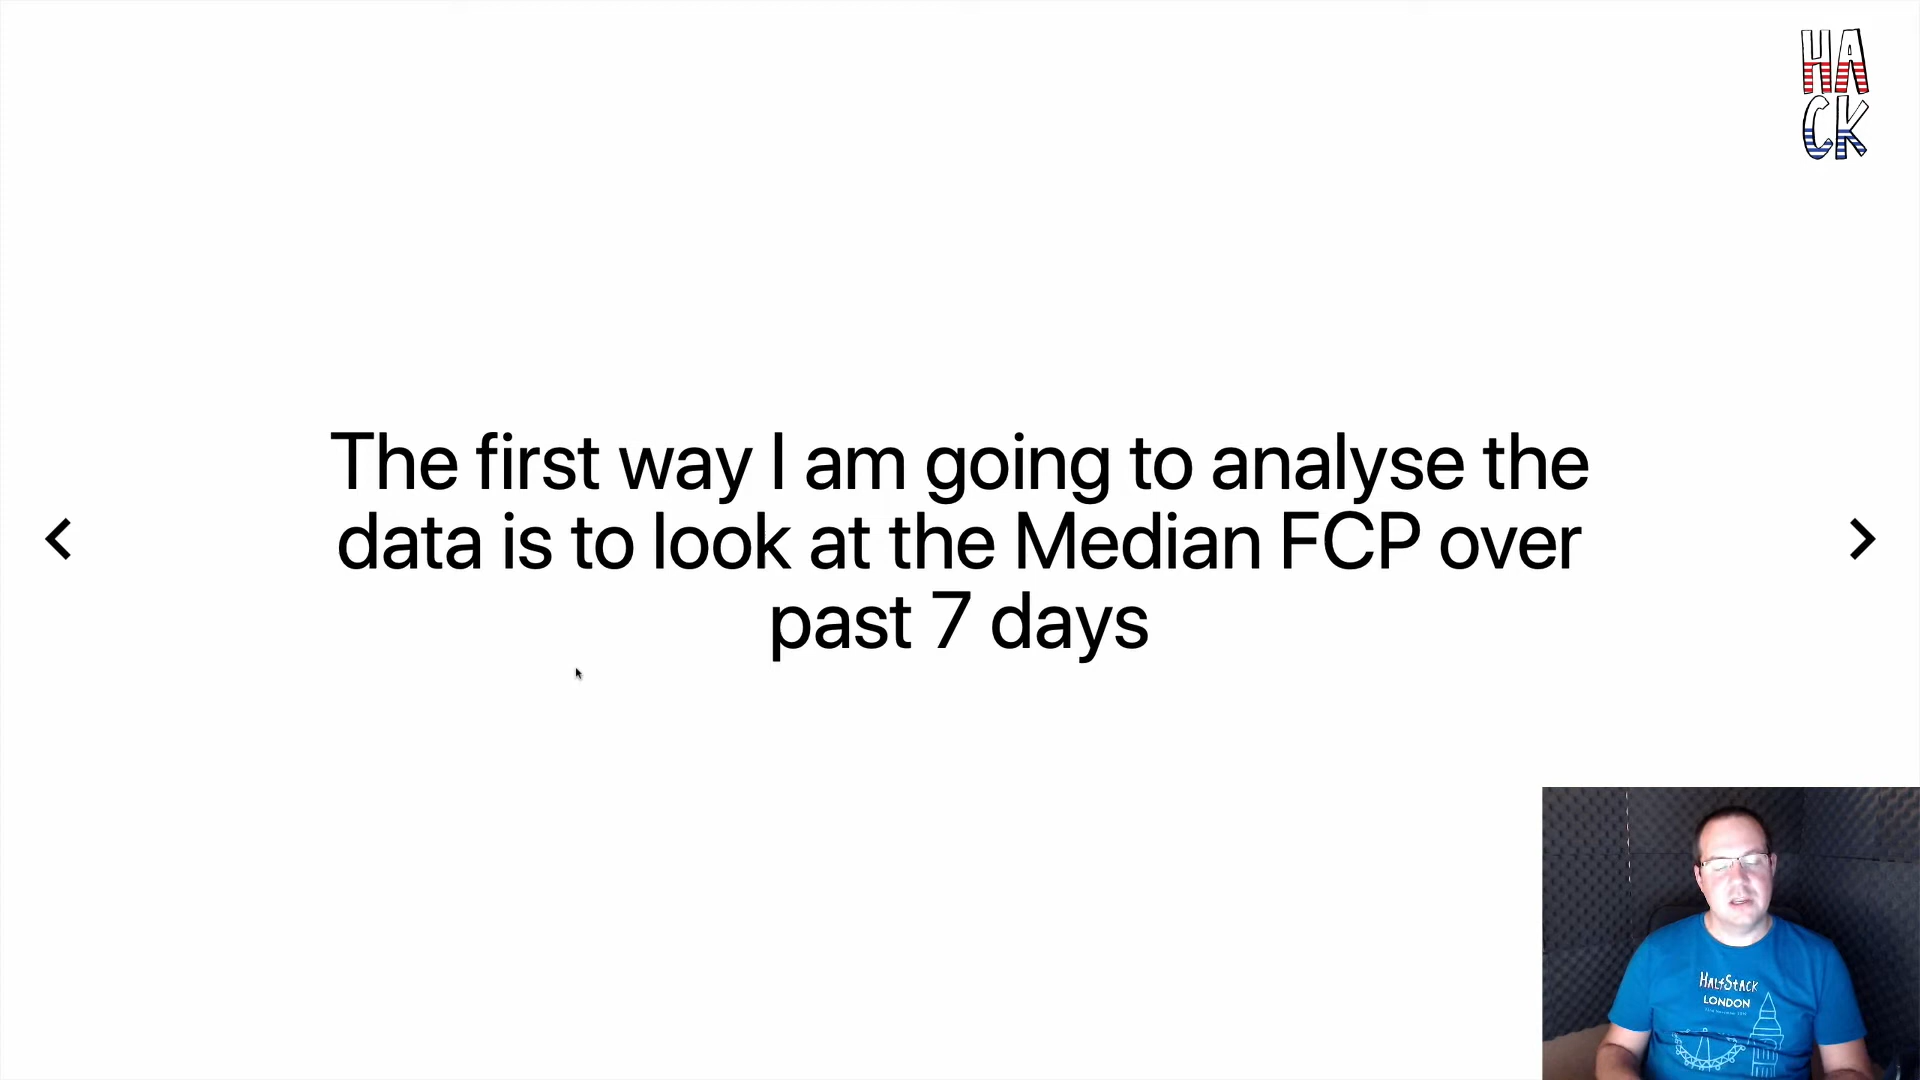 HA
CK
The first way I am going to analyse the
data is to look at the Median FCP over
past 7 days
HALFSTACK
LONDON